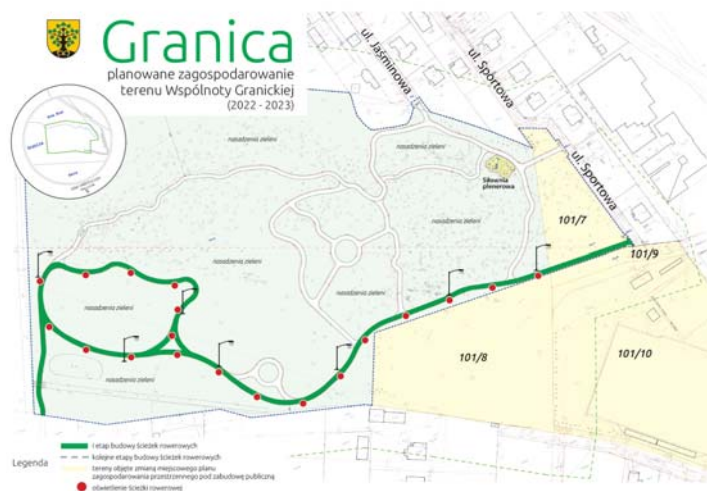 Granica
planowane zagospodarowanie
terenu Wspólnoty Granickiej
(2022 - 2023)
ul. Jaśminowa
ul. Sportowa
ul. Sportowa
nasadzenia zieleni
nasadzenia zieleni
Siłownia
plenerowa
nasadzenia zieleni
101/7
101/9
nasadzenia zieleni
nasadzenia zieleni
nasadzenia zieleni
nasadzenia zieleni
101/8
101/10
nasadzenia zieleni
Legenda
I etap budowy ścieżek rowerowych
kolejne etapy budowy ścieżek rowerowych
tereny objęte zmianą miejscowego planu
zagospodarowania przestrzennego pod zabudowę publiczną
oświetlenie ścieżki rowerowej